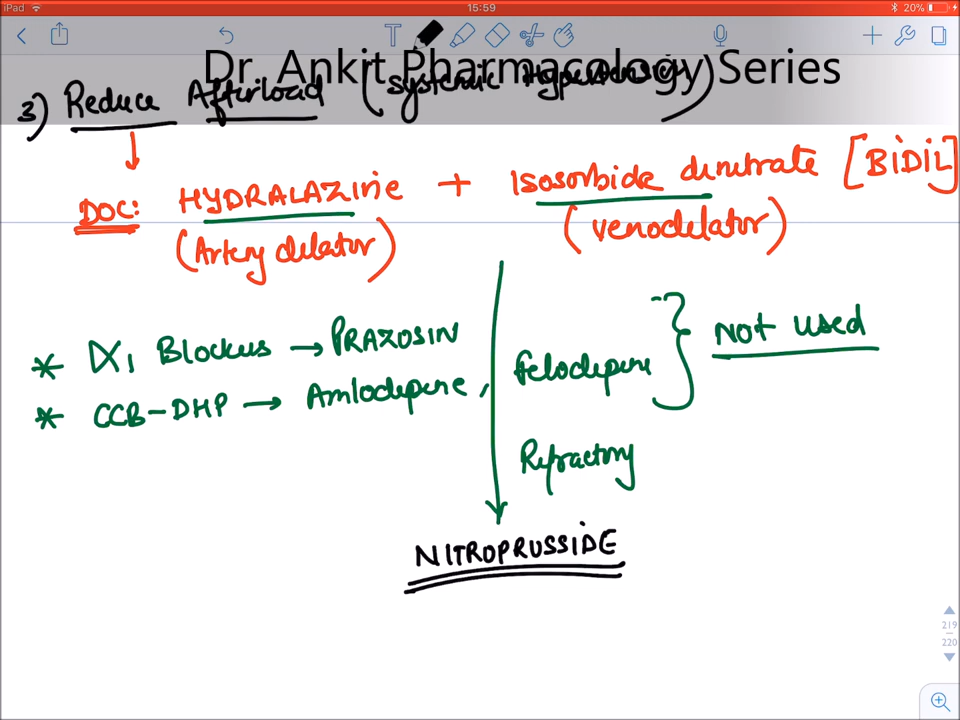 iPad 15:59 20%
Dr. Ankit Pharmacology Series
3) Reduce Afterload (Systemic Hypertension)
DOC: HYDRALAZINE + Isosorbide dinitrate [BIDIL]
(Artery dilator) (Venodilator)
* α1 Blockers → PRAZOSIN
* CCB-DHP → Amlodipine, Felodipine } Not used
Refractory
NITROPRUSSIDE
219
220